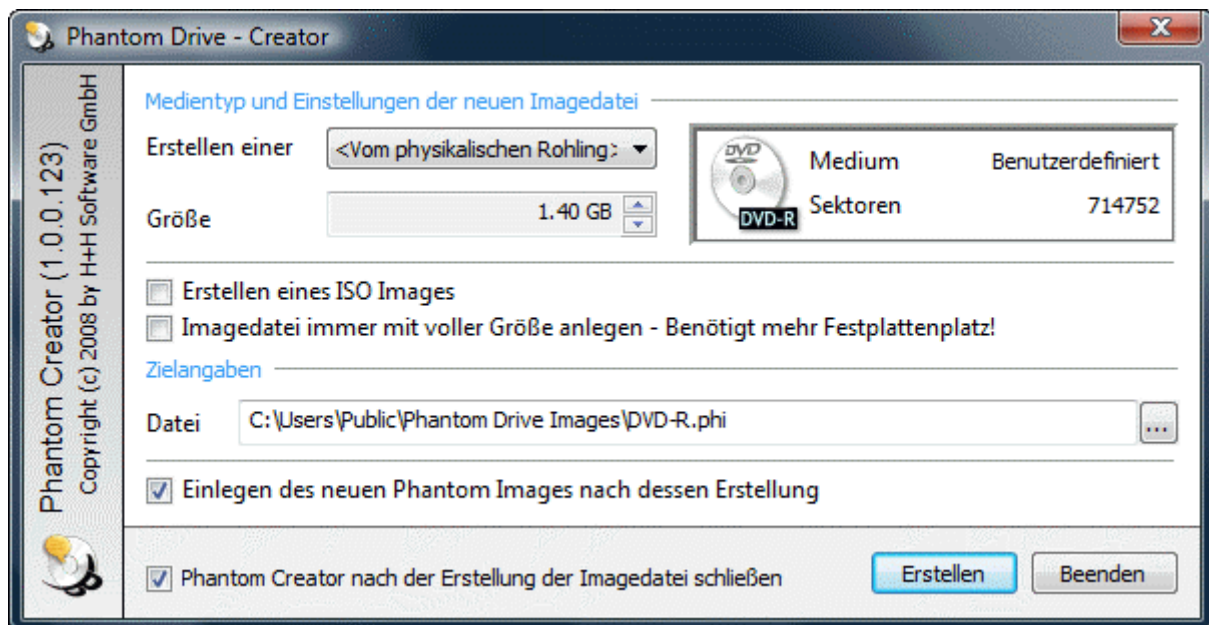 Phantom Drive - Creator
Phantom Creator (1.0.0.123)
Copyright (c) 2008 by H+H Software GmbH
Medientyp und Einstellungen der neuen Imagedatei
Erstellen einer <Vom physikalischen Rohling>
Größe 1.40 GB
DVD
DVD-R
Medium Benutzerdefiniert
Sektoren 714752
Erstellen eines ISO Images
Imagedatei immer mit voller Größe anlegen - Benötigt mehr Festplattenplatz!
Zielangaben
Datei C:\Users\Public\Phantom Drive Images\DVD-R.phi ...
Einlegen des neuen Phantom Images nach dessen Erstellung
Phantom Creator nach der Erstellung der Imagedatei schließen Erstellen Beenden